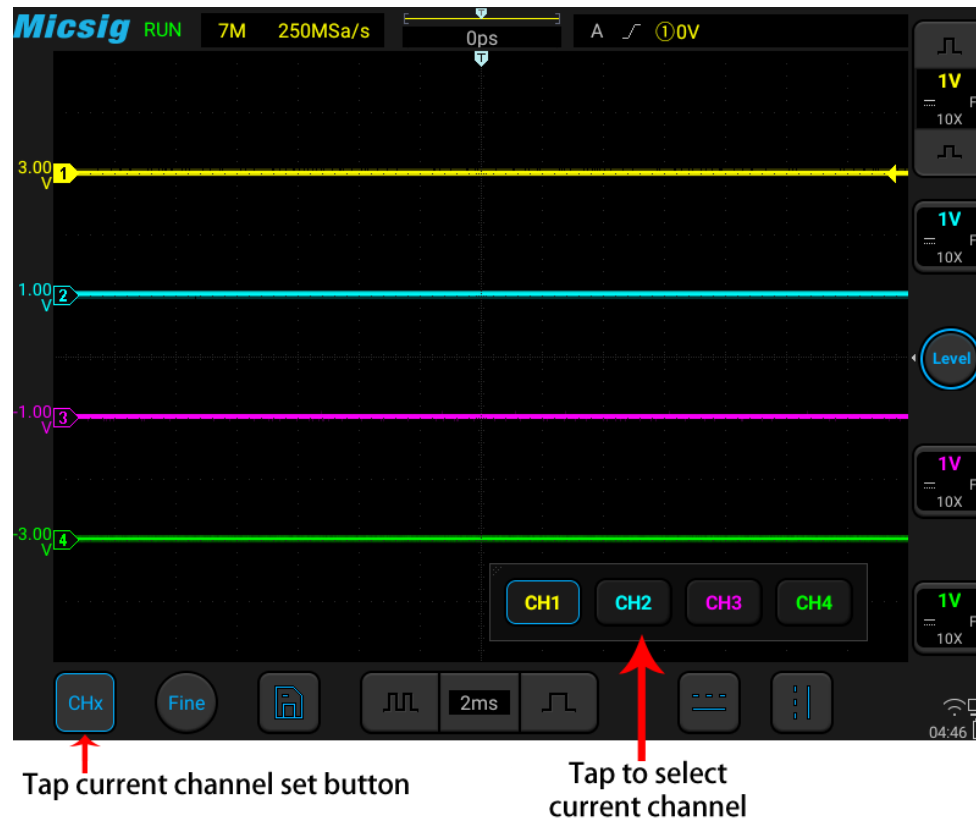 Micsig RUN 7M 250MSa/s 0ps A ①0V
T
T
1V
F
10X
3.00 V 1
1V
F
10X
1.00 V 2
Level
-1.00 V 3
1V
F
10X
-3.00 V 4
CH1 CH2 CH3 CH4
1V
F
10X
CHx Fine 2ms
04:46
Tap current channel set button
Tap to select
current channel